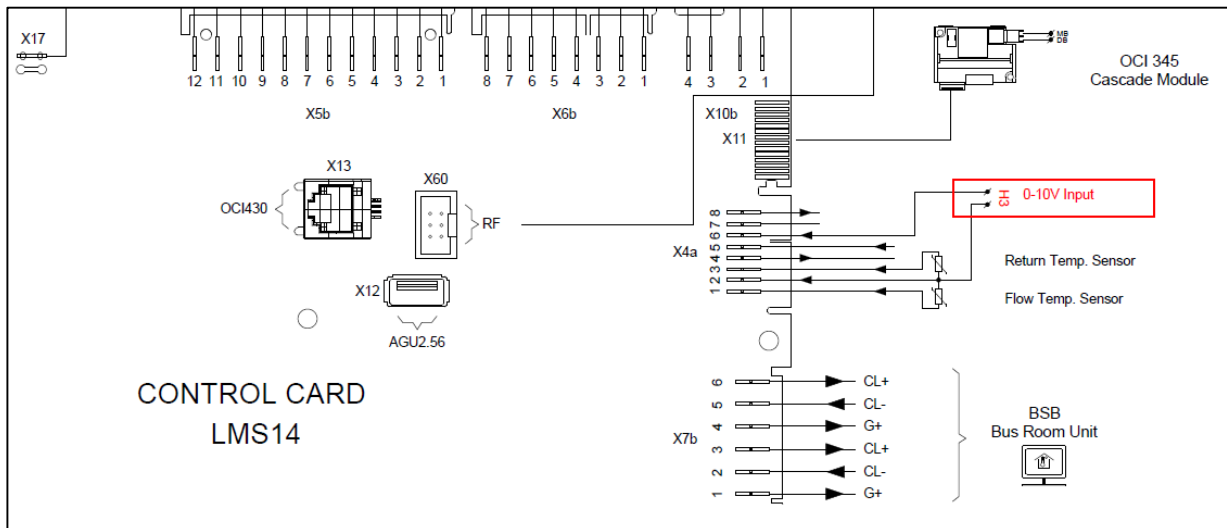 X17
12 11 10 9 8 7 6 5 4 3 2 1
8 7 6 5 4 3 2 1
4 3 2 1
X5b
X6b
X10b
X11
MB
DB
OCI 345
Cascade Module
X13
X60
OCI430
RF
H3
0-10V Input
8
7
6
5
4
3
2
1
X4a
Return Temp. Sensor
Flow Temp. Sensor
X12
AGU2.56
CONTROL CARD
LMS14
6 CL+
5 CL-
4 G+
X7b
3 CL+
2 CL-
1 G+
BSB
Bus Room Unit